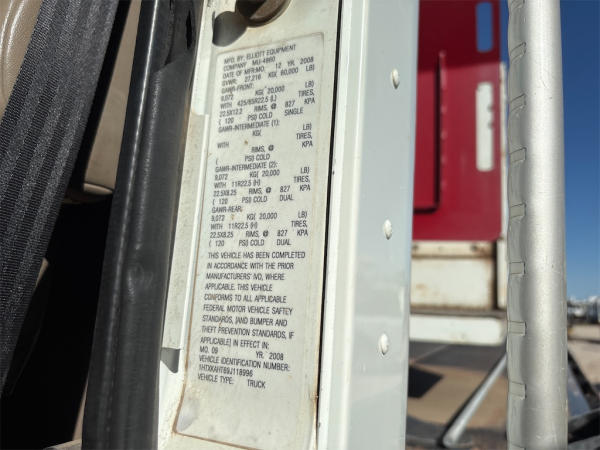 MFG. BY: ELLIOTT EQUIPMENT
COMPANY MU-4860
DATE OF MFR:MO. 12 YR. 2008
GVWR: 27,216 KG( 60,000 LB)
GAWR-FRONT:
9,072 KG( 20,000 LB)
WITH 425/65R22.5 (L) TIRES,
22.5X12.2 RIMS, @ 827 KPA
( 120 PSI) COLD SINGLE
GAWR-INTERMEDIATE (1):
KG( LB)
WITH TIRES,
RIMS, @ KPA
( PSI) COLD
GAWR-INTERMEDIATE (2):
9,072 KG( 20,000 LB)
WITH 11R22.5 (H) TIRES,
22.5X8.25 RIMS, @ 827 KPA
( 120 PSI) COLD DUAL
GAWR-REAR:
9,072 KG( 20,000 LB)
WITH 11R22.5 (H) TIRES,
22.5X8.25 RIMS, @ 827 KPA
( 120 PSI) COLD DUAL
THIS VEHICLE HAS BEEN COMPLETED
IN ACCORDANCE WITH THE PRIOR
MANUFACTURERS' IVD, WHERE
APPLICABLE. THIS VEHICLE
CONFORMS TO ALL APPLICABLE
FEDERAL MOTOR VEHICLE SAFTEY
STANDARDS, [AND BUMPER AND
THEFT PREVENTION STANDARDS, IF
APPLICABLE] IN EFFECT IN:
MO. 09 YR. 2008
VEHICLE IDENTIFICATION NUMBER:
1HTXKAHT69J118996
VEHICLE TYPE: TRUCK